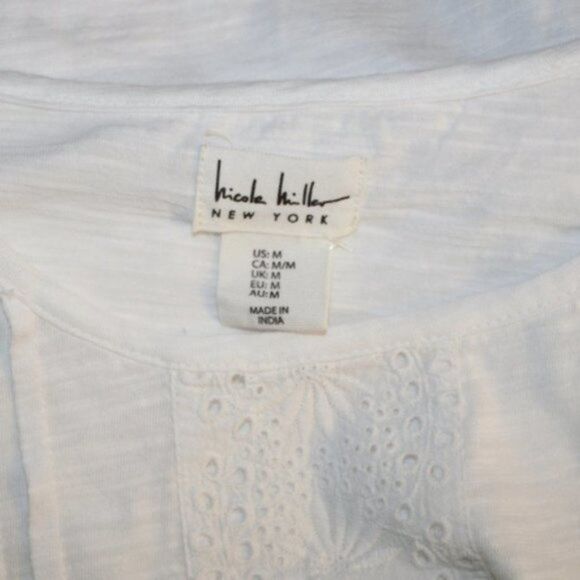 nicole miller
NEW YORK
US: M
CA: M/M
UK: M
EU: M
AU: M
MADE IN
INDIA